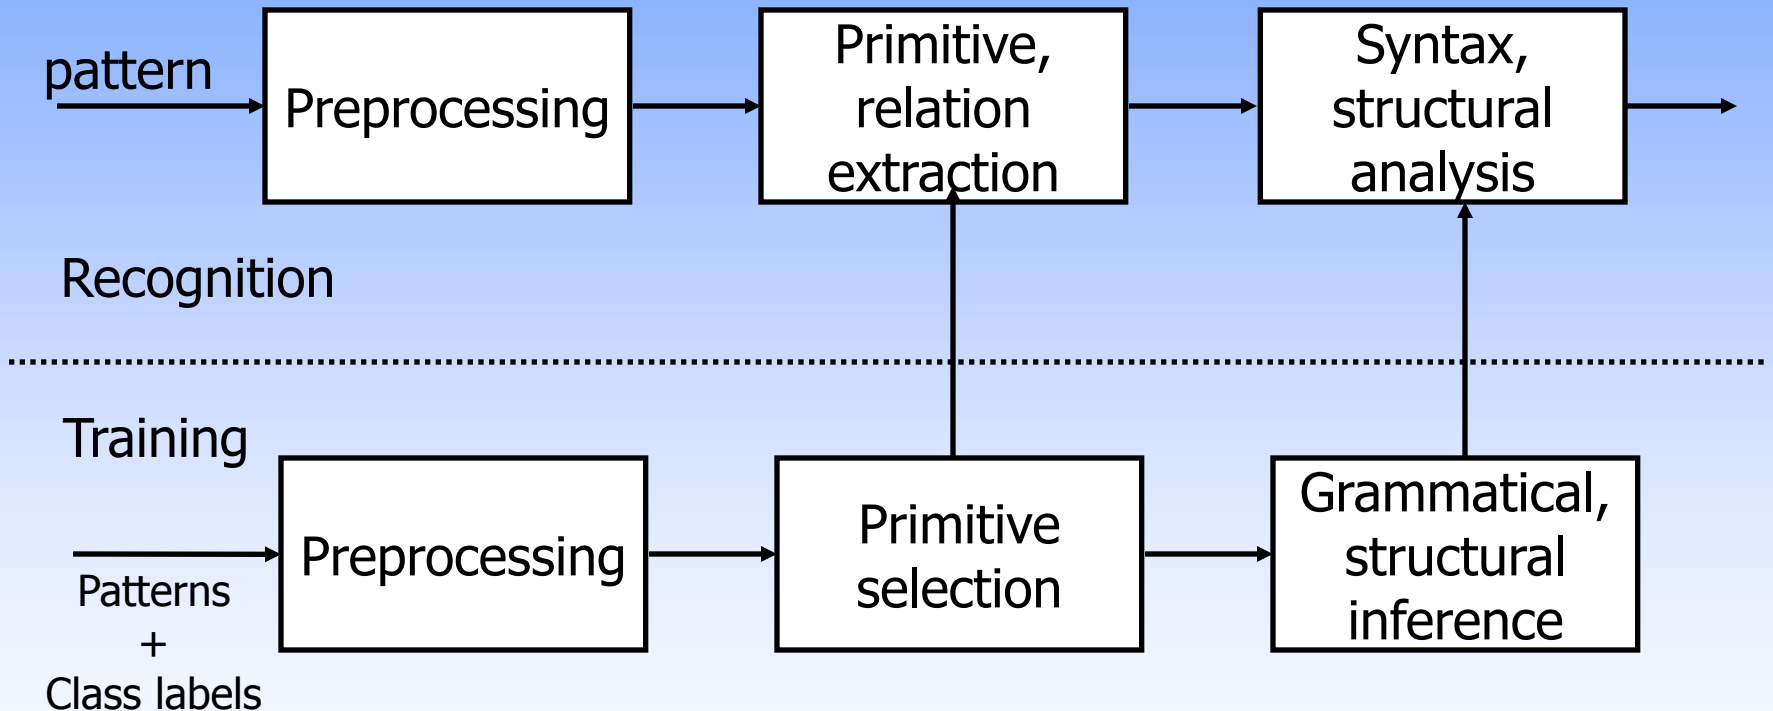 pattern
Preprocessing
Primitive,
relation
extraction
Syntax,
structural
analysis
Recognition
Training
Patterns
+
Class labels
Preprocessing
Primitive
selection
Grammatical,
structural
inference